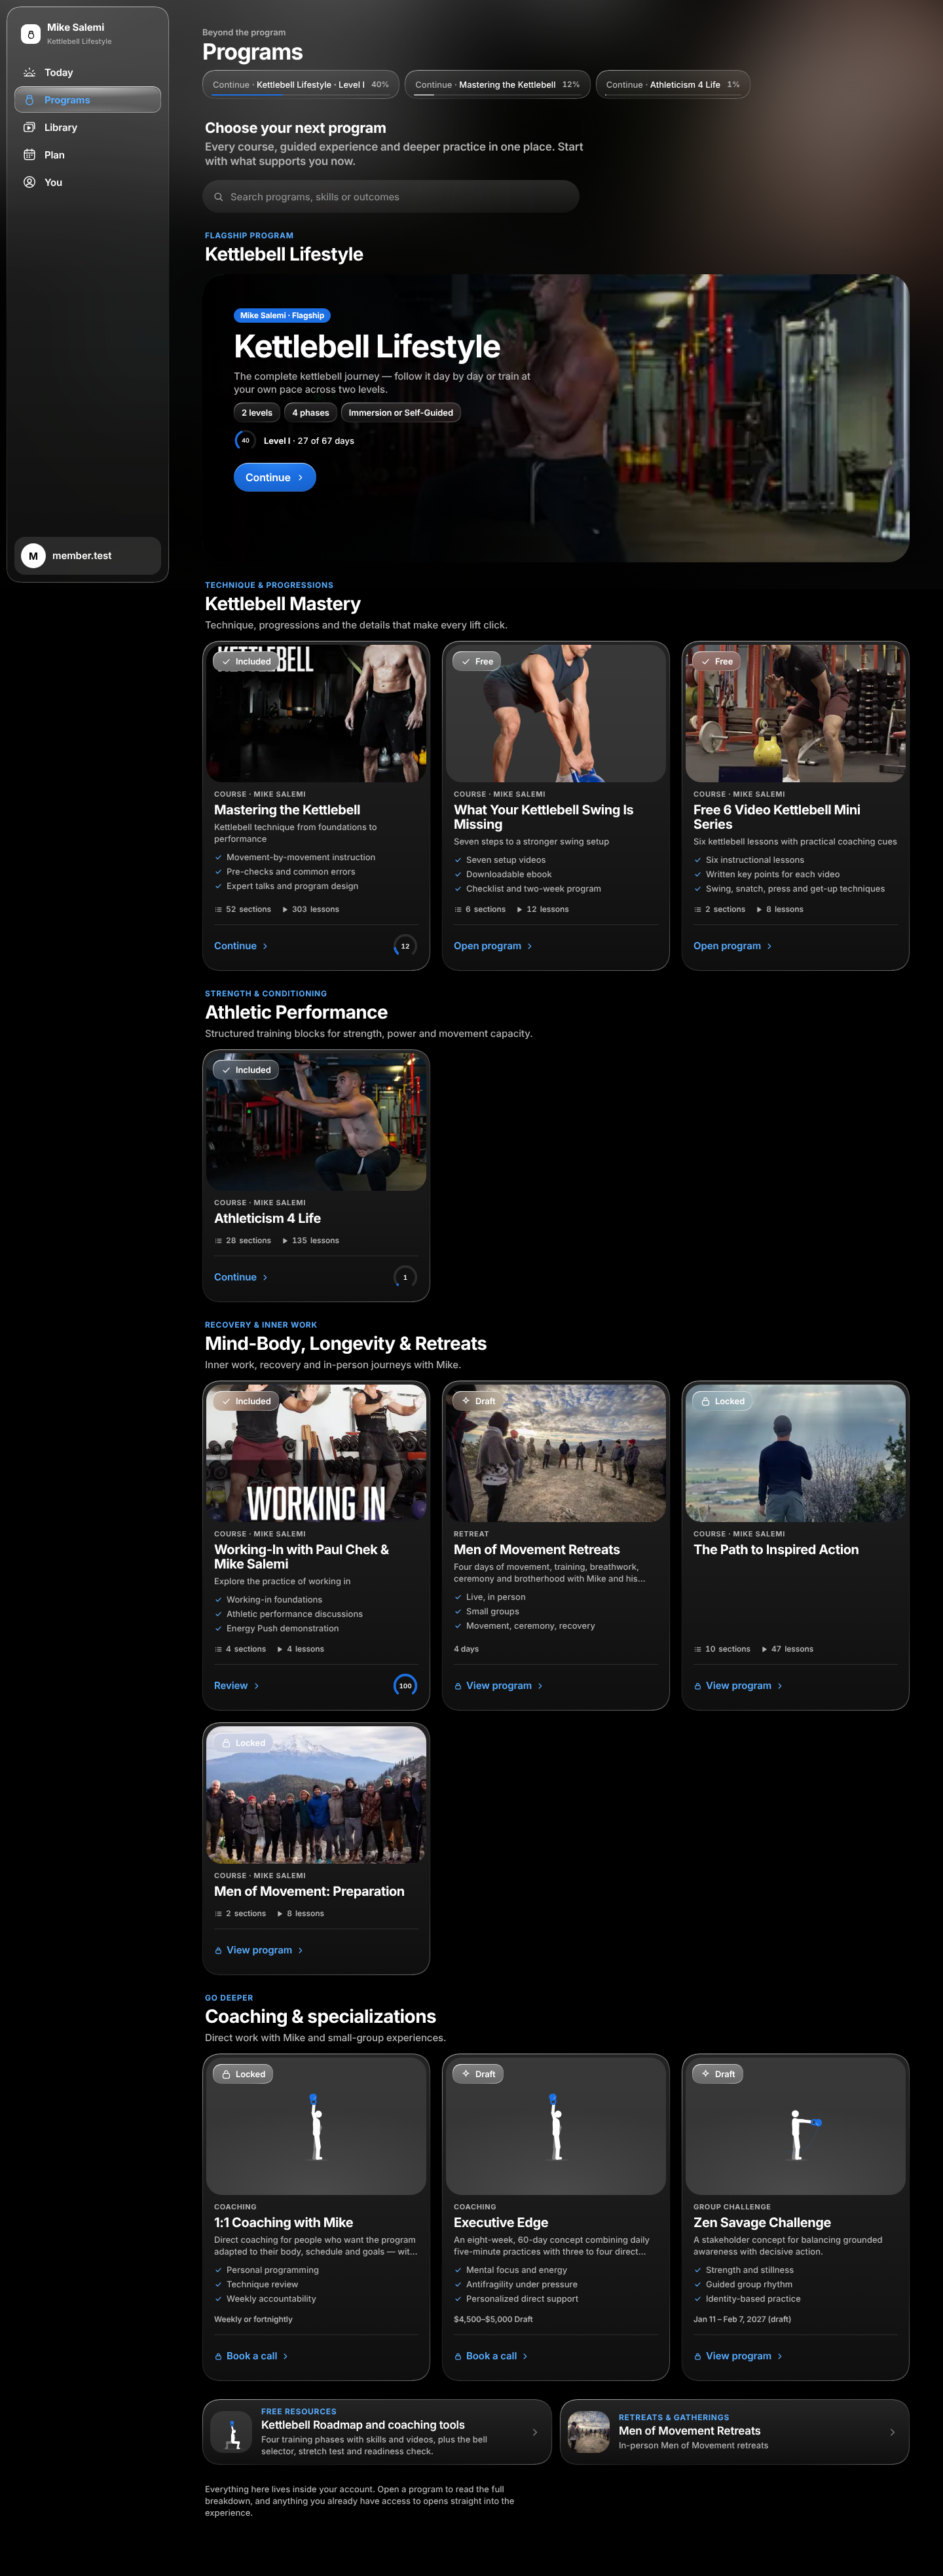 Mike Salemi
Kettlebell Lifestyle
Today
Programs
Library
Plan
You
M
member.test
Beyond the program
Programs
Continue · Kettlebell Lifestyle · Level I 40%
Continue · Mastering the Kettlebell 12%
Continue · Athleticism 4 Life 1%
Choose your next program
Every course, guided experience and deeper practice in one place. Start
with what supports you now.
Search programs, skills or outcomes
FLAGSHIP PROGRAM
Kettlebell Lifestyle
Mike Salemi · Flagship
Kettlebell Lifestyle
The complete kettlebell journey — follow it day by day or train at
your own pace across two levels.
2 levels
4 phases
Immersion or Self-Guided
40
Level I · 27 of 67 days
Continue
TECHNIQUE & PROGRESSIONS
Kettlebell Mastery
Technique, progressions and the details that make every lift click.
KETTLEBELL
Included
COURSE · MIKE SALEMI
Mastering the Kettlebell
Kettlebell technique from foundations to
performance
Movement-by-movement instruction
Pre-checks and common errors
Expert talks and program design
52 sections
303 lessons
Continue
12
Free
COURSE · MIKE SALEMI
What Your Kettlebell Swing Is
Missing
Seven steps to a stronger swing setup
Seven setup videos
Downloadable ebook
Checklist and two-week program
6 sections
12 lessons
Open program
Free
COURSE · MIKE SALEMI
Free 6 Video Kettlebell Mini
Series
Six kettlebell lessons with practical coaching cues
Six instructional lessons
Written key points for each video
Swing, snatch, press and get-up techniques
2 sections
8 lessons
Open program
STRENGTH & CONDITIONING
Athletic Performance
Structured training blocks for strength, power and movement capacity.
Included
COURSE · MIKE SALEMI
Athleticism 4 Life
28 sections
135 lessons
Continue
1
RECOVERY & INNER WORK
Mind-Body, Longevity & Retreats
Inner work, recovery and in-person journeys with Mike.
Included
WORKING IN
COURSE · MIKE SALEMI
Working-In with Paul Chek &
Mike Salemi
Explore the practice of working in
Working-in foundations
Athletic performance discussions
Energy Push demonstration
4 sections
4 lessons
Review
100
Draft
RETREAT
Men of Movement Retreats
Four days of movement, training, breathwork,
ceremony and brotherhood with Mike and his...
Live, in person
Small groups
Movement, ceremony, recovery
4 days
View program
Locked
COURSE · MIKE SALEMI
The Path to Inspired Action
10 sections
47 lessons
View program
Locked
COURSE · MIKE SALEMI
Men of Movement: Preparation
2 sections
8 lessons
View program
GO DEEPER
Coaching & specializations
Direct work with Mike and small-group experiences.
Locked
COACHING
1:1 Coaching with Mike
Direct coaching for people who want the program
adapted to their body, schedule and goals — wit...
Personal programming
Technique review
Weekly accountability
Weekly or fortnightly
Book a call
Draft
COACHING
Executive Edge
An eight-week, 60-day concept combining daily
five-minute practices with three to four direct...
Mental focus and energy
Antifragility under pressure
Personalized direct support
$4,500–$5,000 Draft
Book a call
Draft
GROUP CHALLENGE
Zen Savage Challenge
A stakeholder concept for balancing grounded
awareness with decisive action.
Strength and stillness
Guided group rhythm
Identity-based practice
Jan 11 – Feb 7, 2027 (draft)
View program
FREE RESOURCES
Kettlebell Roadmap and coaching tools
Four training phases with skills and videos, plus the bell
selector, stretch test and readiness check.
RETREATS & GATHERINGS
Men of Movement Retreats
In-person Men of Movement retreats
Everything here lives inside your account. Open a program to read the full
breakdown, and anything you already have access to opens straight into the
experience.